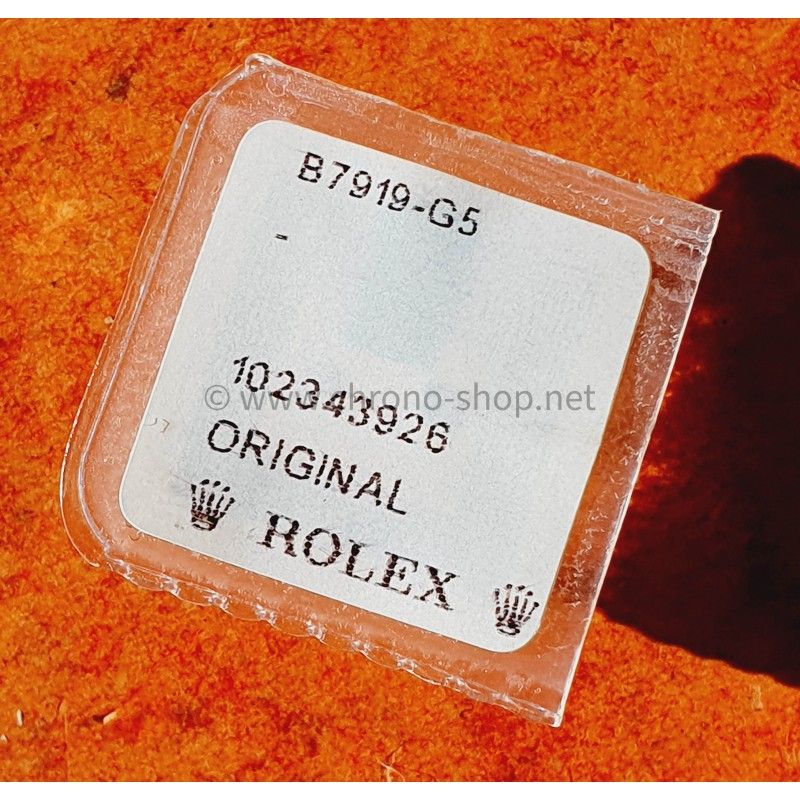 B7919-G5
-
102343926
© www.chrono-shop.net
ORIGINAL
ROLEX